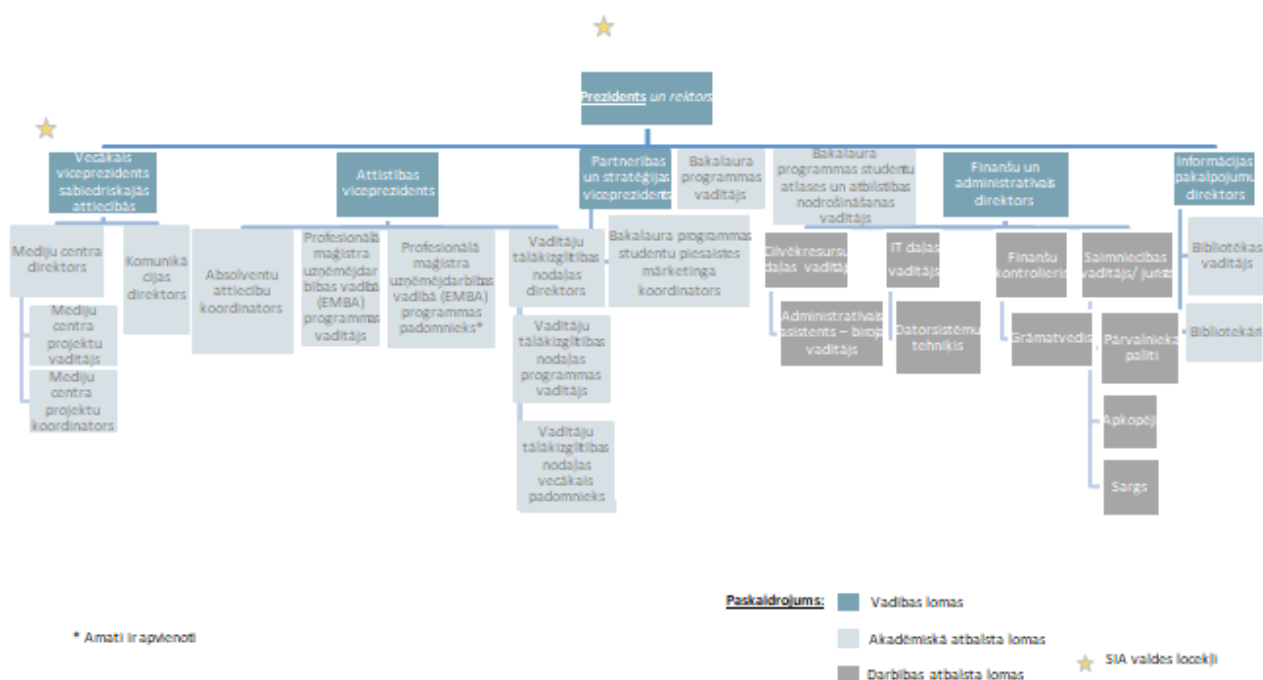 Prezidents un rektors
Vecākais
viceprezidents
sabiedriskajās
attiecībās
Attīstības
viceprezidents
Partnerības
un stratēģijas
viceprezidents
Bakalaura
programmas
vadītājs
Bakalaura
programmas studentu
atlases un atbilstības
nodrošināšanas
vadītājs
Finanšu un
administratīvais
direktors
Informācijas
pakalpojumu
direktors
Mediju centra
direktors
Komunikā
cijas
direktors
Absolventu
attiecību
koordinators
Profesionālā
maģistra
uzņēmējdar
bības vadībā
(EMBA)
programmas
vadītājs
Profesionālā
maģistra
uzņēmējdarbības
vadībā (EMBA)
programmas
padomnieks*
Vadītāju
tālākizglītības
nodaļas
direktors
Bakalaura programmas
studentu piesaistes
mārketinga
koordinators
Cilvēkresursu
daļas vadītājs
IT daļas
vadītājs
Finanšu
kontrolieris
Saimniecības
vadītājs/ jurists
Bibliotēkas
vadītājs
Mediju
centra
projektu
vadītājs
Vadītāju
tālākizglītības
nodaļas
programmas
vadītājs
Administratīvais
asistents – biroja
vadītājs
Datorsistēmu
tehniķis
Grāmatvedis
Pārvalnieka
palīti
Bibliotekāri
Mediju
centra
projektu
koordinators
Vadītāju
tālākizglītības
nodaļas
vecākais
padomnieks
Apkopēji
Sargs
Paskaidrojums:
Vadības lomas
* Amati ir apvienoti
Akadēmiskā atbalsta lomas
SIA valdes locekļi
Darbības atbalsta lomas